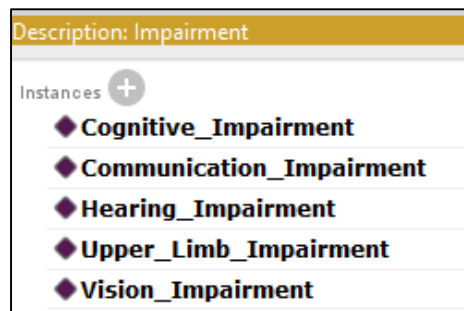 Description: Impairment
Instances
Cognitive_Impairment
Communication_Impairment
Hearing_Impairment
Upper_Limb_Impairment
Vision_Impairment